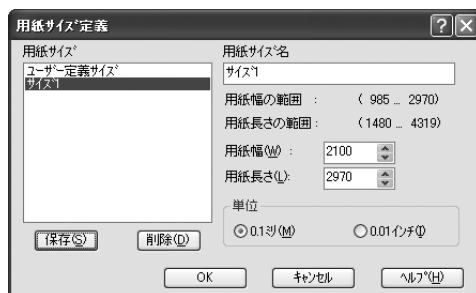 用紙ｻｲｽﾞ定義
用紙ｻｲｽﾞ
ﾕｰｻﾞｰ定義ｻｲｽﾞ
ｻｲｽﾞ1
用紙ｻｲｽﾞ名
ｻｲｽﾞ1
用紙幅の範囲 : ( 985 .. 2970)
用紙長さの範囲 : (1480 .. 4319)
用紙幅(W) : 2100
用紙長さ(L): 2970
単位
0.1ﾐﾘ(M) 0.01ｲﾝﾁ(I)
保存(S) 削除(D)
OK ｷｬﾝｾﾙ ﾍﾙﾌﾟ(H)